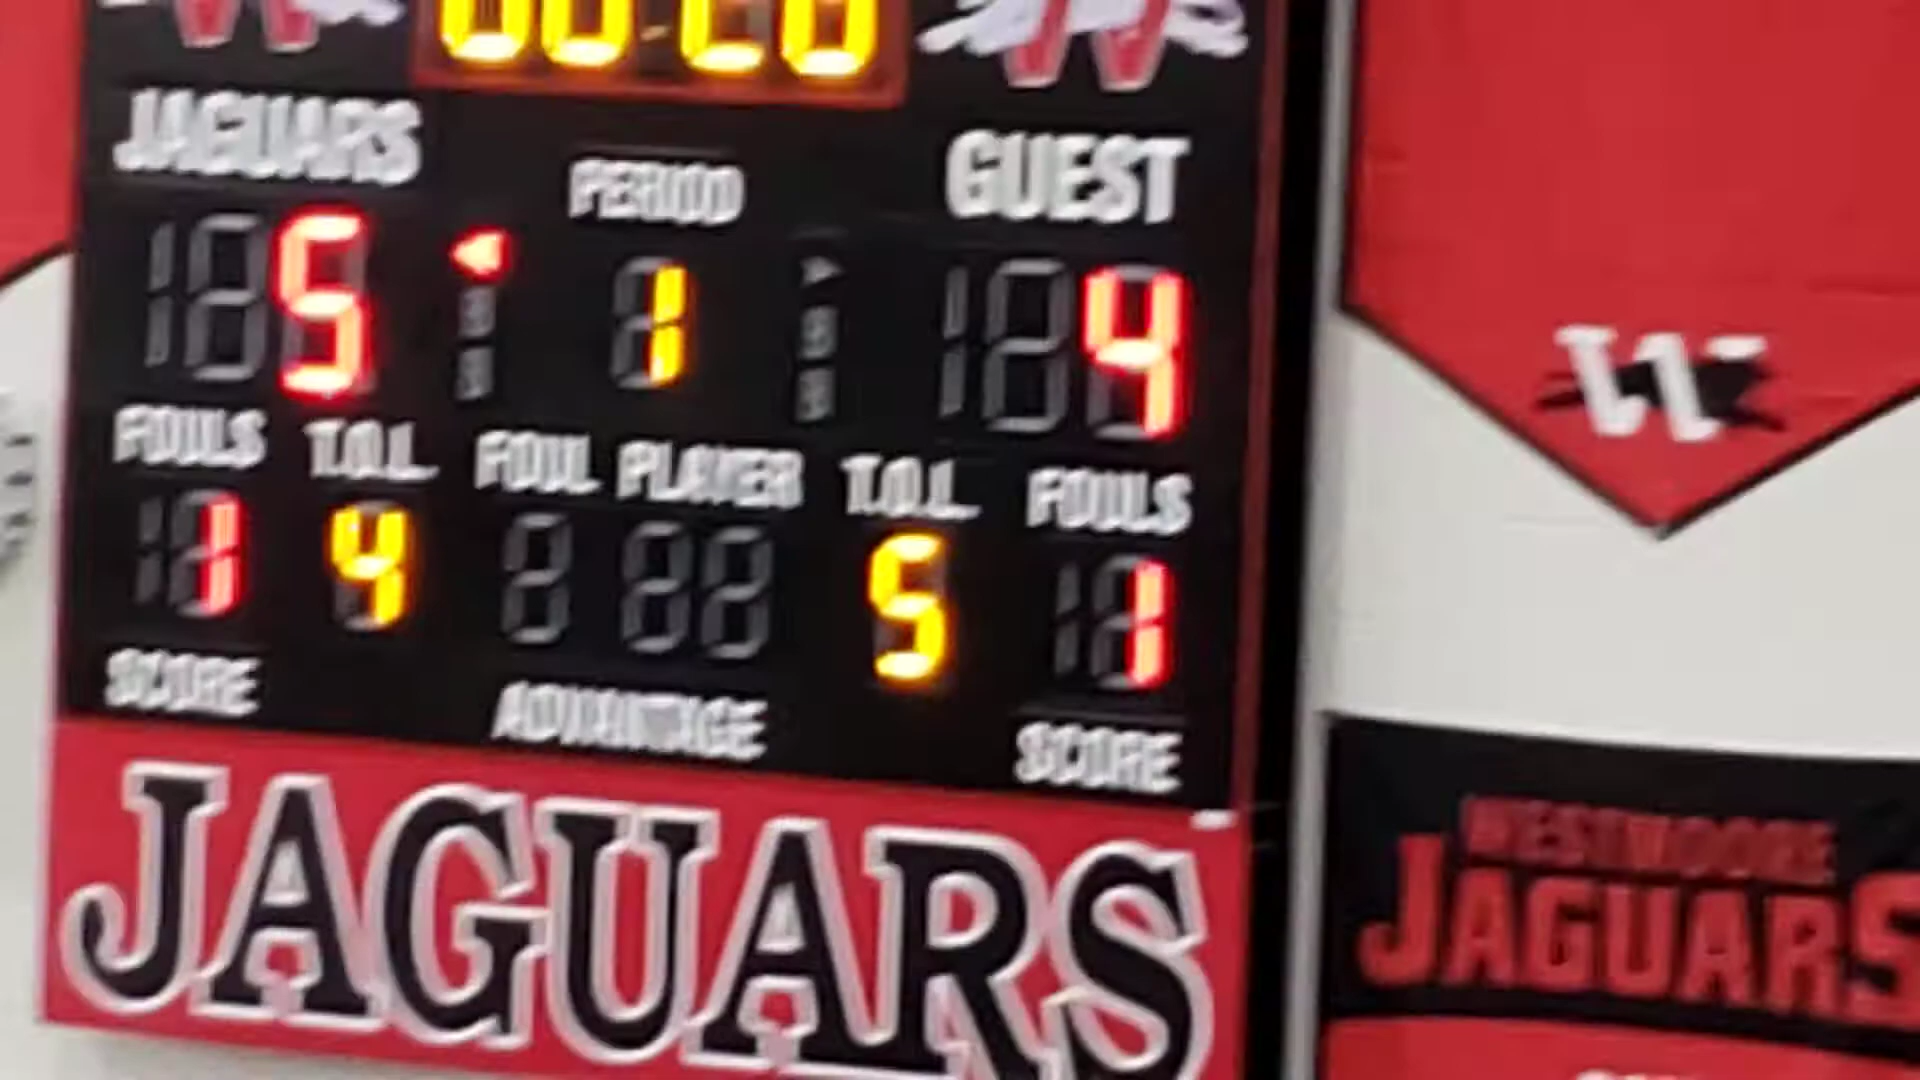 JAGUARS PERIOD GUEST
5 1 4
FOULS T.O.L. FOUL PLAYER T.O.L. FOULS
1 4 5 1
SCORE ADVANTAGE SCORE
JAGUARS
W
WESTMOORE
JAGUARS